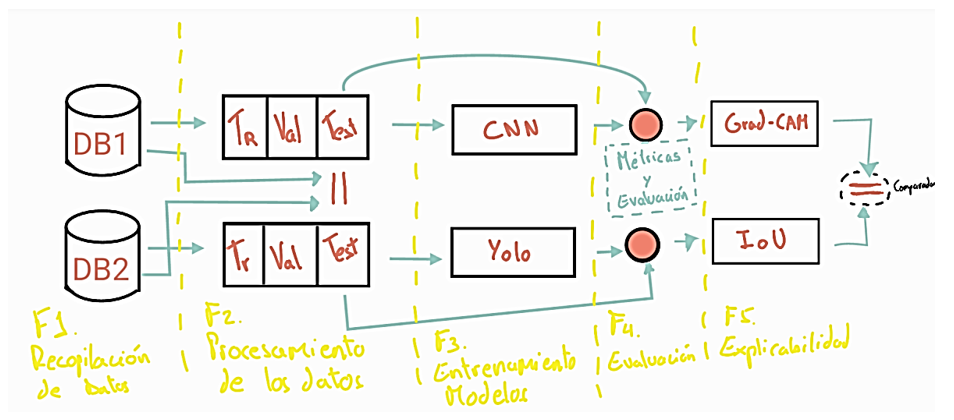 DB1
TR Val Test
CNN
Grad-CAM
Métricas
y
Evaluación
Comparador
DB2
Tr Val Test
Yolo
IoU
F1.
Recopilación
de Datos
F2.
Procesamiento
de los datos
F3.
Entrenamiento
Modelos
F4.
Evaluación
F5.
Explicabilidad